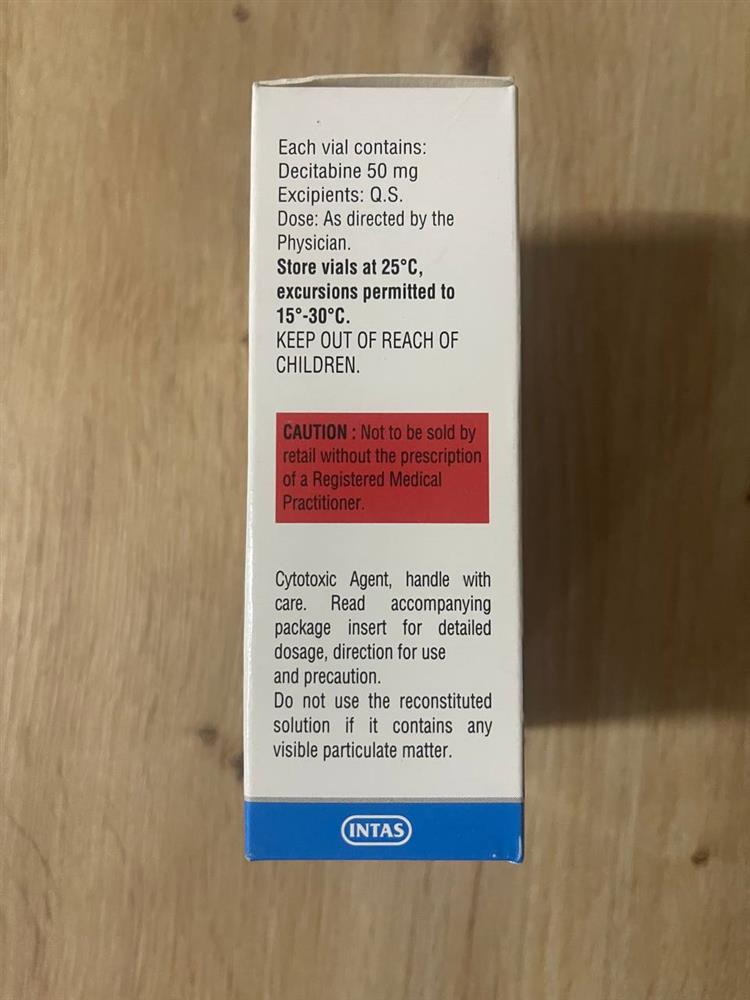 Each vial contains:
Decitabine 50 mg
Excipients: Q.S.
Dose: As directed by the
Physician.
Store vials at 25°C,
excursions permitted to
15°-30°C.
KEEP OUT OF REACH OF
CHILDREN.
CAUTION : Not to be sold by
retail without the prescription
of a Registered Medical
Practitioner.
Cytotoxic Agent, handle with
care. Read accompanying
package insert for detailed
dosage, direction for use
and precaution.
Do not use the reconstituted
solution if it contains any
visible particulate matter.
INTAS